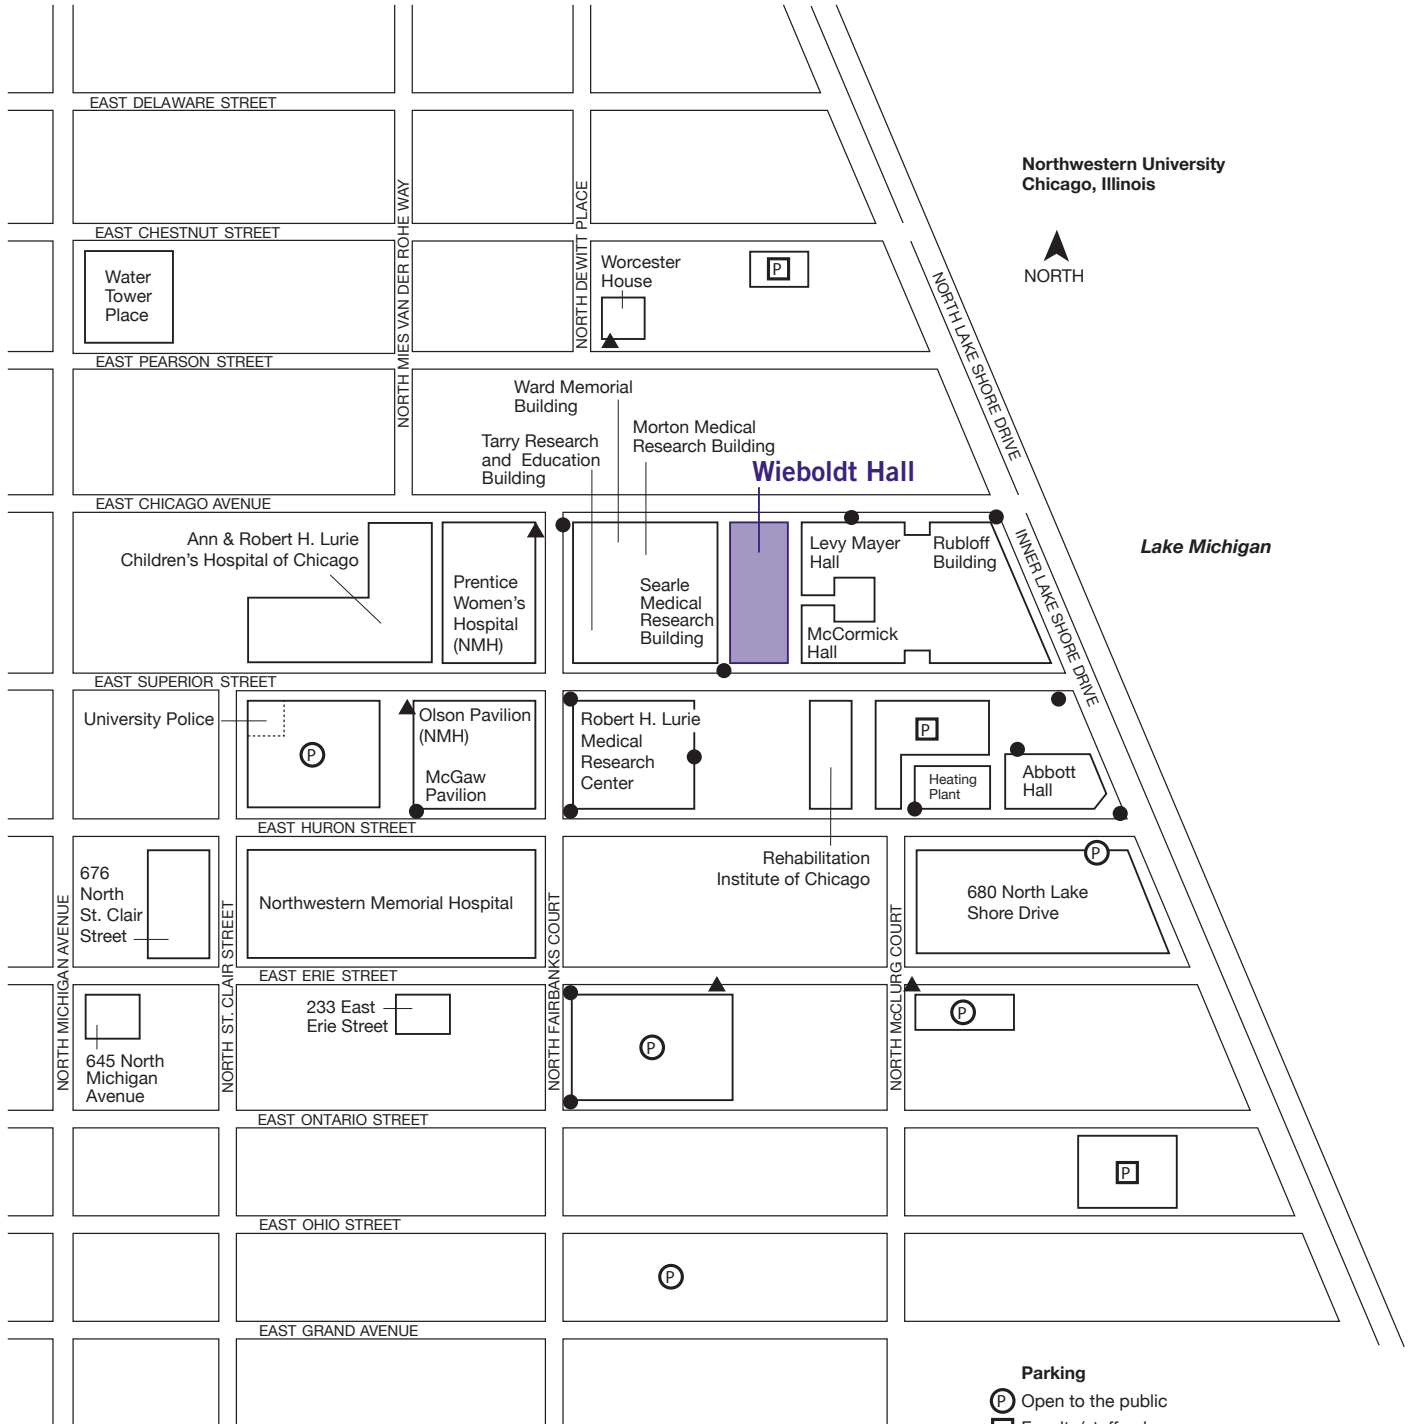 EAST DELAWARE STREET
Northwestern University
Chicago, Illinois
NORTH
NORTH MIES VAN DER ROHE WAY
NORTH DEWITT PLACE
EAST CHESTNUT STREET
Water
Tower
Place
Worcester
House
P
NORTH LAKE SHORE DRIVE
EAST PEARSON STREET
Ward Memorial
Building
Tarry Research
and Education
Building
Morton Medical
Research Building
Wieboldt Hall
EAST CHICAGO AVENUE
Ann & Robert H. Lurie
Children's Hospital of Chicago
Prentice
Women's
Hospital
(NMH)
Searle
Medical
Research
Building
Levy Mayer
Hall
Rubloff
Building
McCormick
Hall
INNER LAKE SHORE DRIVE
Lake Michigan
EAST SUPERIOR STREET
University Police
P
Olson Pavilion
(NMH)
McGaw
Pavilion
Robert H. Lurie
Medical
Research
Center
P
Heating
Plant
Abbott
Hall
EAST HURON STREET
Rehabilitation
Institute of Chicago
P
676
North
St. Clair
Street
Northwestern Memorial Hospital
680 North Lake
Shore Drive
NORTH MICHIGAN AVENUE
NORTH ST. CLAIR STREET
NORTH FAIRBANKS COURT
NORTH McCLURG COURT
EAST ERIE STREET
233 East
Erie Street
P
P
645 North
Michigan
Avenue
EAST ONTARIO STREET
P
EAST OHIO STREET
P
EAST GRAND AVENUE
Parking
P Open to the public